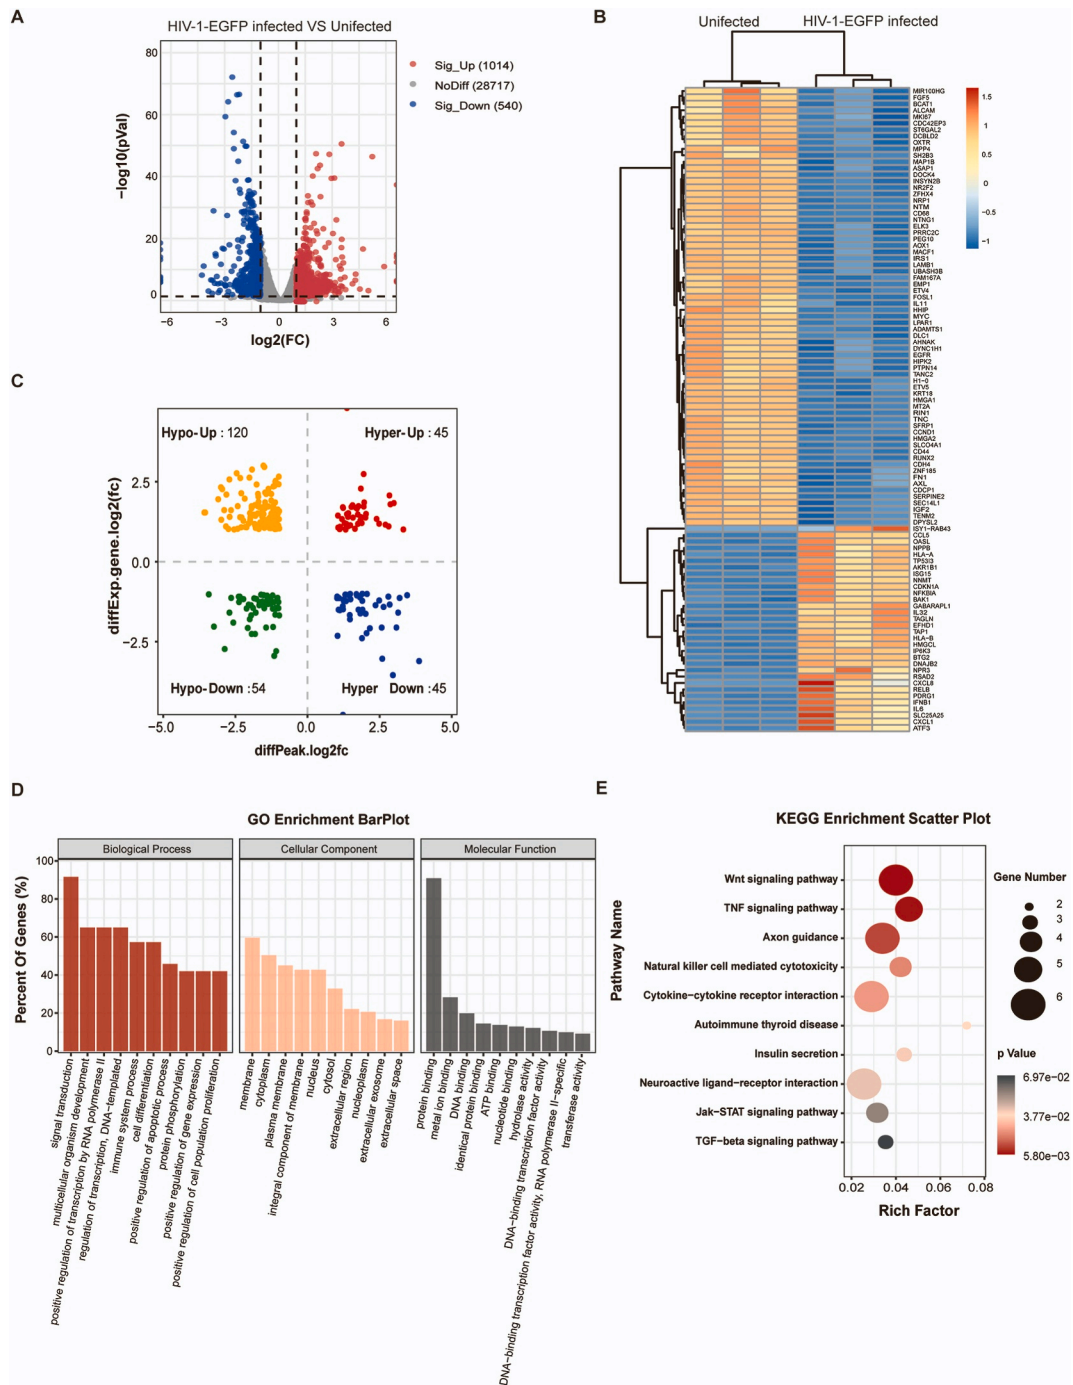 A
HIV-1-EGFP infected VS Unifected
80
60
40
20
0
−log10(pVal)
−6
−3
0
3
6
log2(FC)
Sig_Up (1014)
NoDiff (28717)
Sig_Down (540)
B
Unifected
HIV-1-EGFP infected
1.5
1
0.5
0
−0.5
−1
MIR100HG
FGF5
BCAT1
ALCAM
MKI67
CDC42EP3
ST6GAL2
DCBLD2
OXTR
MPP4
SH2B3
MAP1B
ASAP1
DOCK4
INSYN2B
NR2F2
ZFHX4
NRP1
NTM
CD68
NTNG1
ELK3
PRRC2C
PEG10
AOX1
MACF1
IRS1
LAMB1
UBASH3B
FAM167A
EMP1
ETV4
FOSL1
IL11
HHIP
MYC
LPAR1
ADAMTS1
DLC1
AHNAK
DYNC1H1
EGFR
HIPK2
PTPN14
TANC2
H1−0
ETV5
KRT18
HMGA1
MT2A
RIN1
TNC
SFRP1
CCND1
HMGA2
SLCO4A1
CD44
RUNX2
CDH4
ZNF185
FN1
AXL
CDCP1
SERPINE2
SEC14L1
IGF2
TENM2
DPYSL2
ISY1−RAB43
CCL5
OASL
NPPB
HLA−A
TP53I3
AKR1B1
ISG15
NNMT
CDKN1A
NFKBIA
BAK1
GABARAPL1
IL32
TAGLN
EFHD1
TAP1
HLA−B
HMGCL
IP6K3
BTG2
DNAJB2
NPR3
RSAD2
CXCL8
RELB
PDRG1
IFNB1
IL6
SLC25A25
CXCL1
ATF3
C
Hypo-Up : 120
Hyper-Up : 45
Hypo-Down :54
Hyper Down :45
2.5
0.0
−2.5
diffExp.gene.log2(fc)
−5.0
−2.5
0.0
2.5
5.0
diffPeak.log2fc
D
GO Enrichment BarPlot
Biological Process
Cellular Component
Molecular Function
100
80
60
40
20
0
Percent Of Genes (%)
signal transduction
multicellular organism development
positive regulation of transcription by RNA polymerase II
regulation of transcription, DNA−templated
immune system process
cell differentiation
positive regulation of apoptotic process
protein phosphorylation
positive regulation of gene expression
positive regulation of cell population proliferation
membrane
cytoplasm
plasma membrane
integral component of membrane
nucleus
cytosol
extracellular region
extracellular exosome
extracellular space
protein binding
metal ion binding
DNA binding
identical protein binding
ATP binding
nucleotide binding
hydrolase activity
DNA−binding transcription factor activity
DNA−binding transcription factor activity, RNA polymerase II−specific
transferase activity
E
KEGG Enrichment Scatter Plot
Pathway Name
Wnt signaling pathway
TNF signaling pathway
Axon guidance
Natural killer cell mediated cytotoxicity
Cytokine−cytokine receptor interaction
Autoimmune thyroid disease
Insulin secretion
Neuroactive ligand−receptor interaction
Jak−STAT signaling pathway
TGF−beta signaling pathway
0.02
0.04
0.06
0.08
Rich Factor
Gene Number
2
3
4
5
6
p Value
6.97e−02
3.77e−02
5.80e−03